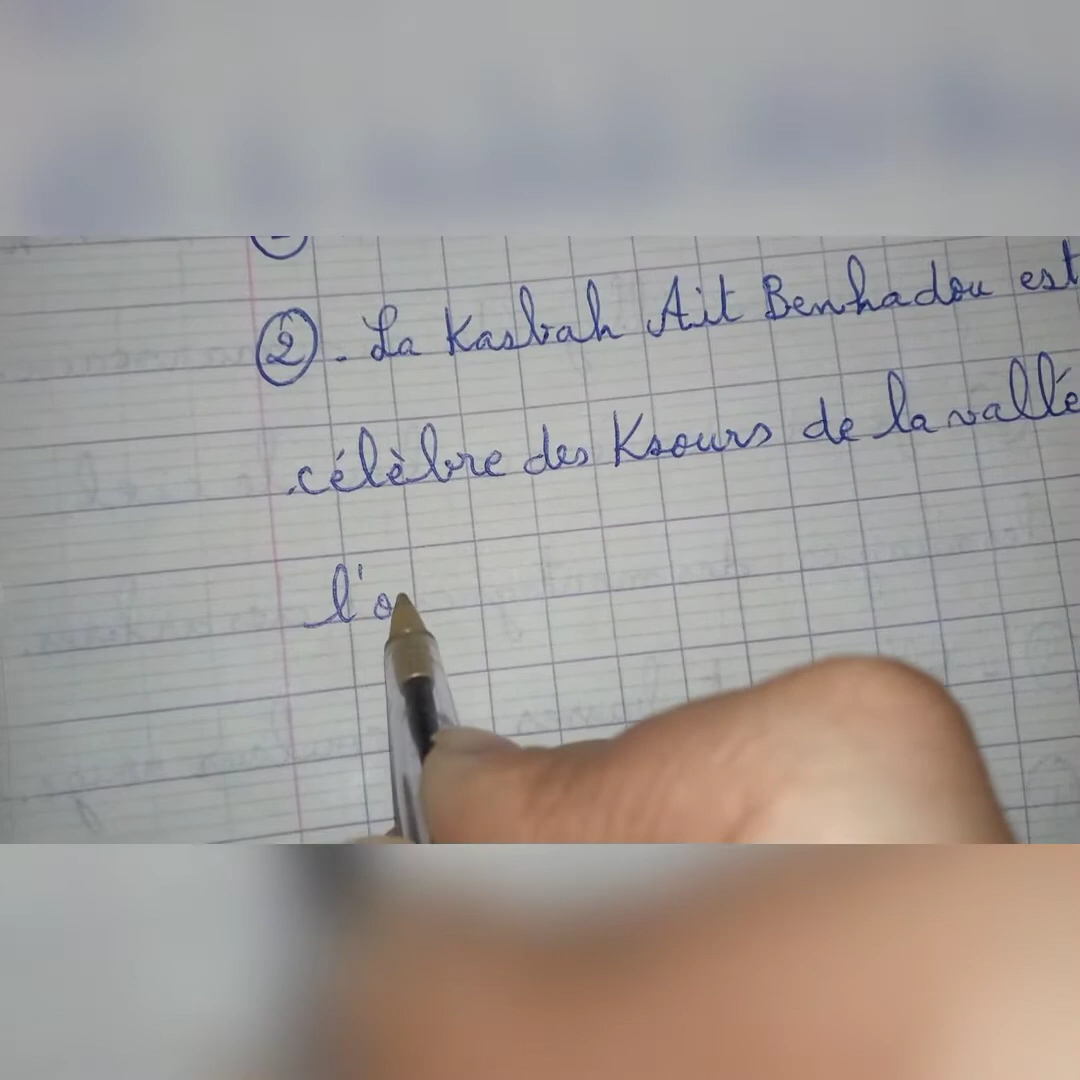 ② - La Kasbah Ait Benhadou est
célèbre des Ksours de la vallé
l'o